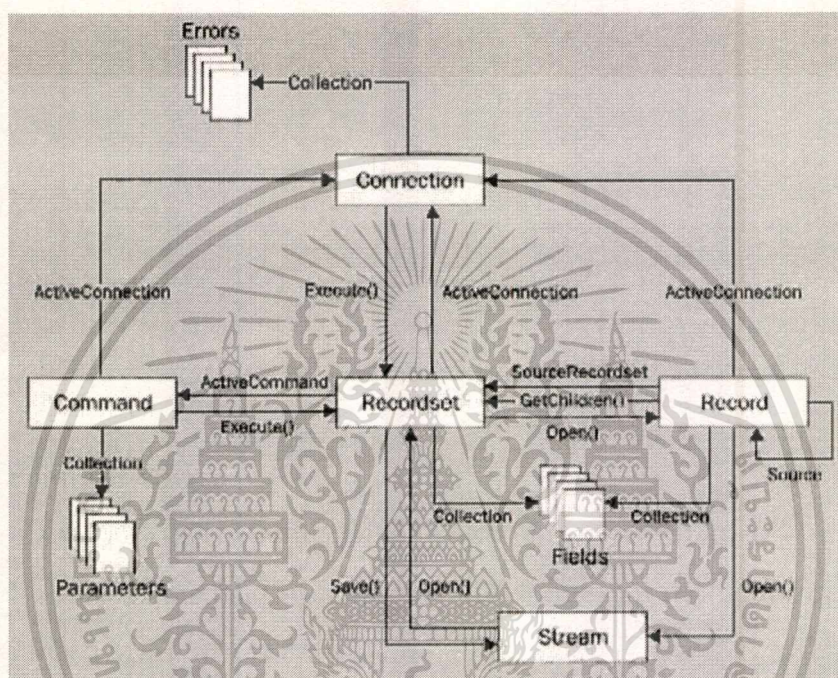 Errors
Collection
Connection
ActiveConnection
Execute()
ActiveConnection
ActiveConnection
ActiveCommand
SourceRecordset
Command
Recordset
GetChildren()
Record
Execute()
Open()
Collection
Source
Collection
Collection
Parameters
Fields
Save()
Open()
Open()
Stream